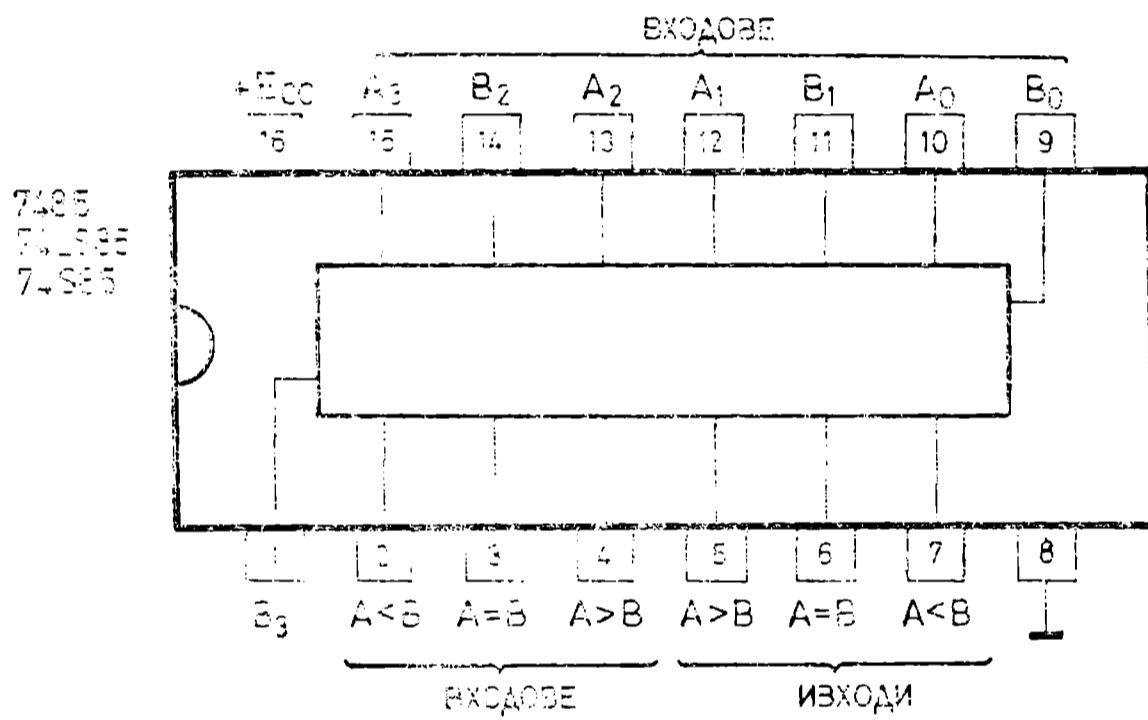 ВХОДОВЕ
+ECC A3 B2 A2 A1 B1 A0 B0
16 15 14 13 12 11 10 9
7485
74LS85
74S85
1 2 3 4 5 6 7 8
B3 A<B A=B A>B A>B A=B A<B
ВХОДОВЕ ИЗХОДИ